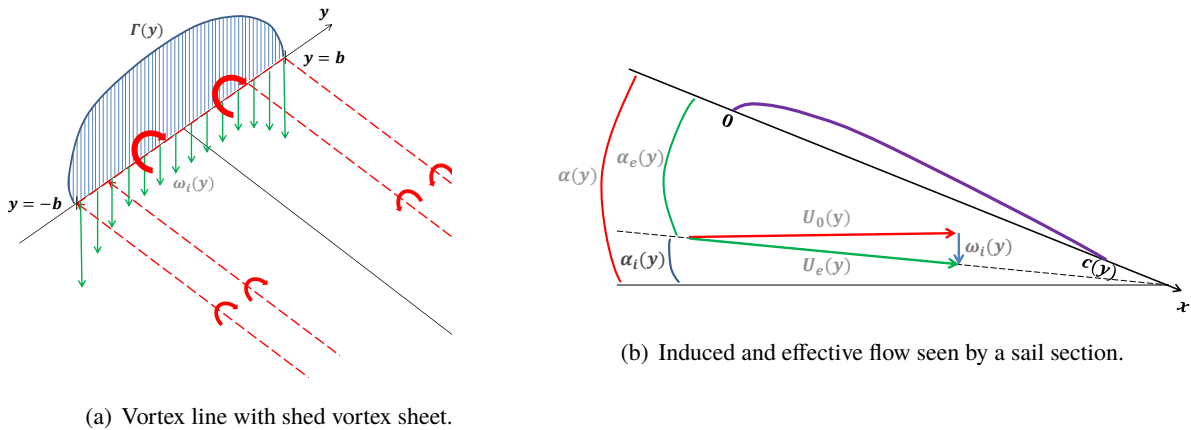 Γ(y)
y
y = b
ω_i(y)
y = −b
(a) Vortex line with shed vortex sheet.
0
α_e(y)
α(y)
U_0(y)
α_i(y)
U_e(y)
ω_i(y)
c(y)
x
(b) Induced and effective flow seen by a sail section.